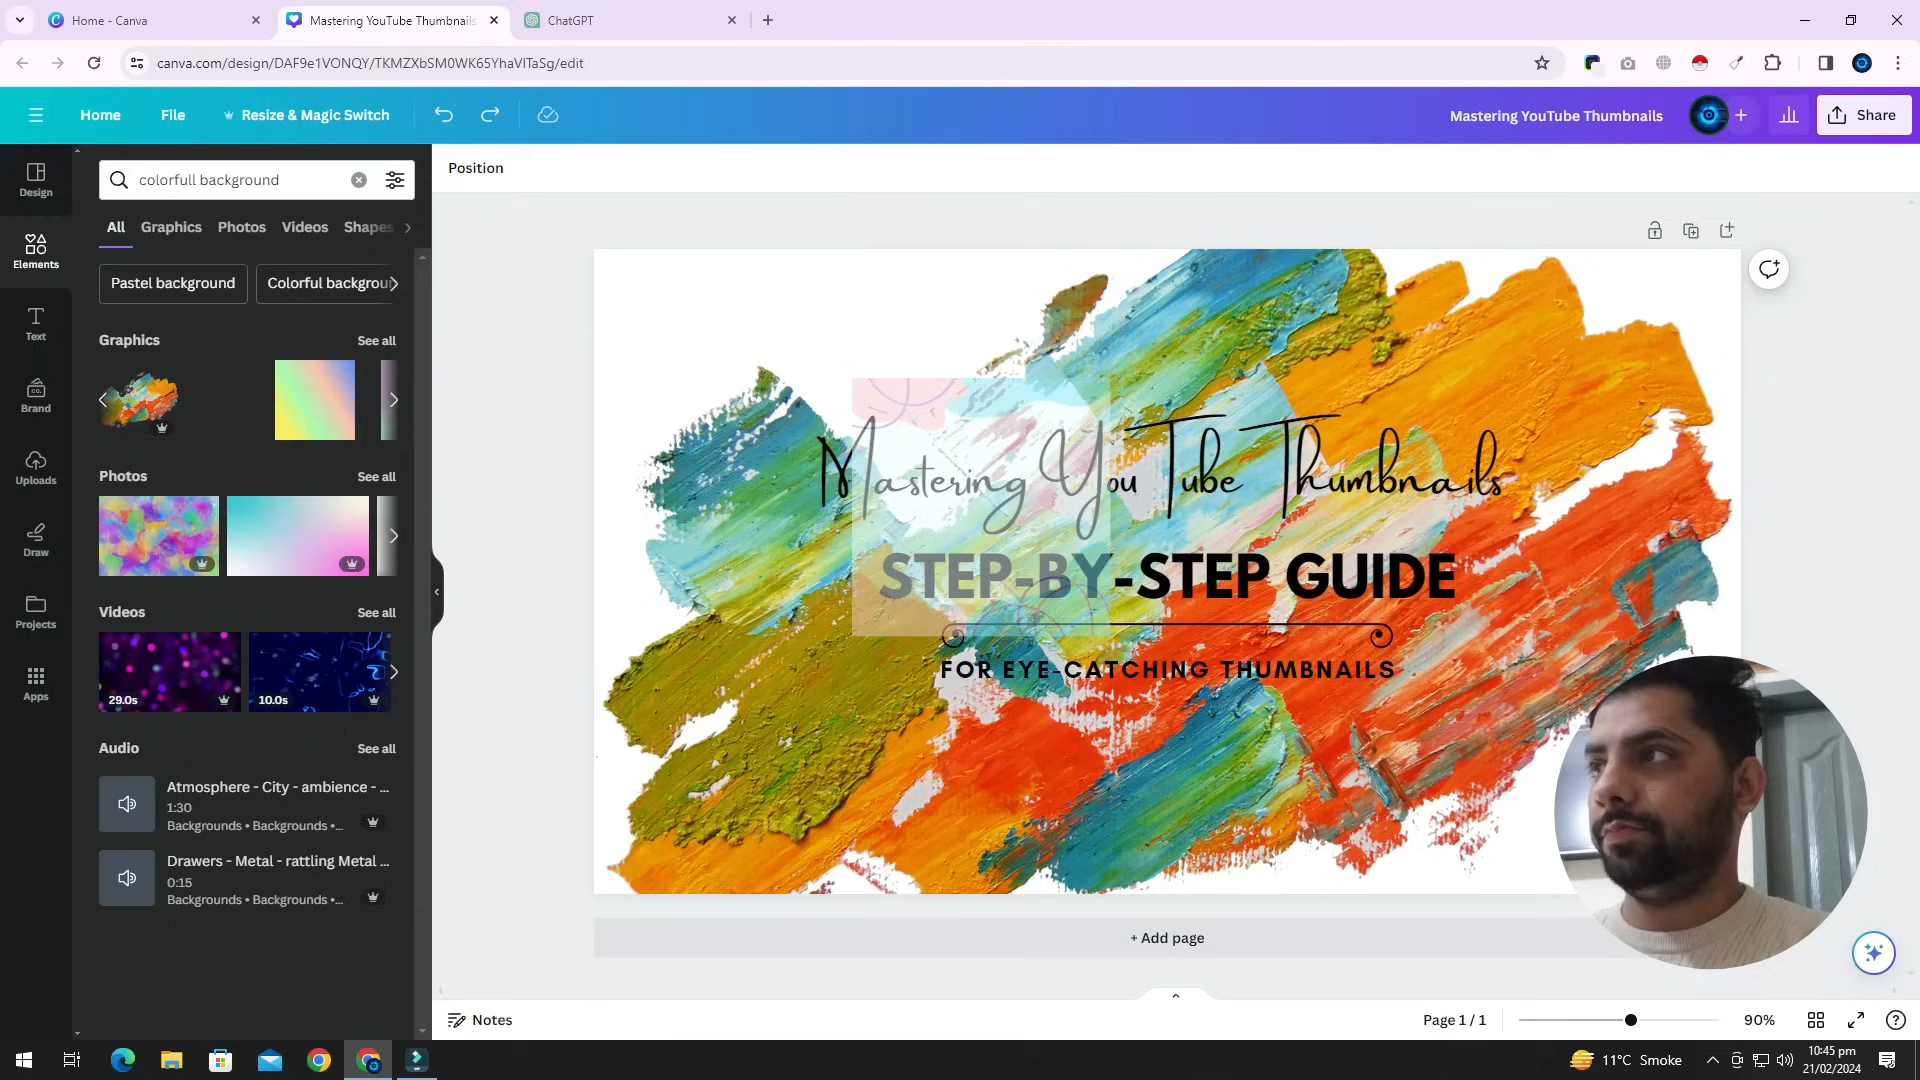 Home - Canva
Mastering YouTube Thumbnails
ChatGPT
canva.com/design/DAF9e1VONQY/TKMZXbSM0WK65YhaVITaSg/edit
Home
File
Resize & Magic Switch
Mastering YouTube Thumbnails
Share
Design
Elements
Text
Brand
Uploads
Draw
Projects
Apps
colorfull background
All
Graphics
Photos
Videos
Shapes
Pastel background
Colorful backgrou
Graphics
See all
Photos
See all
Videos
See all
29.0s
10.0s
Audio
See all
Atmosphere - City - ambience - ...
1:30
Backgrounds • Backgrounds •...
Drawers - Metal - rattling Metal ...
0:15
Backgrounds • Backgrounds •...
Position
Mastering YouTube Thumbnails
STEP-BY-STEP GUIDE
FOR EYE-CATCHING THUMBNAILS
+ Add page
Notes
Page 1 / 1
90%
11°C Smoke
10:45 pm
21/02/2024